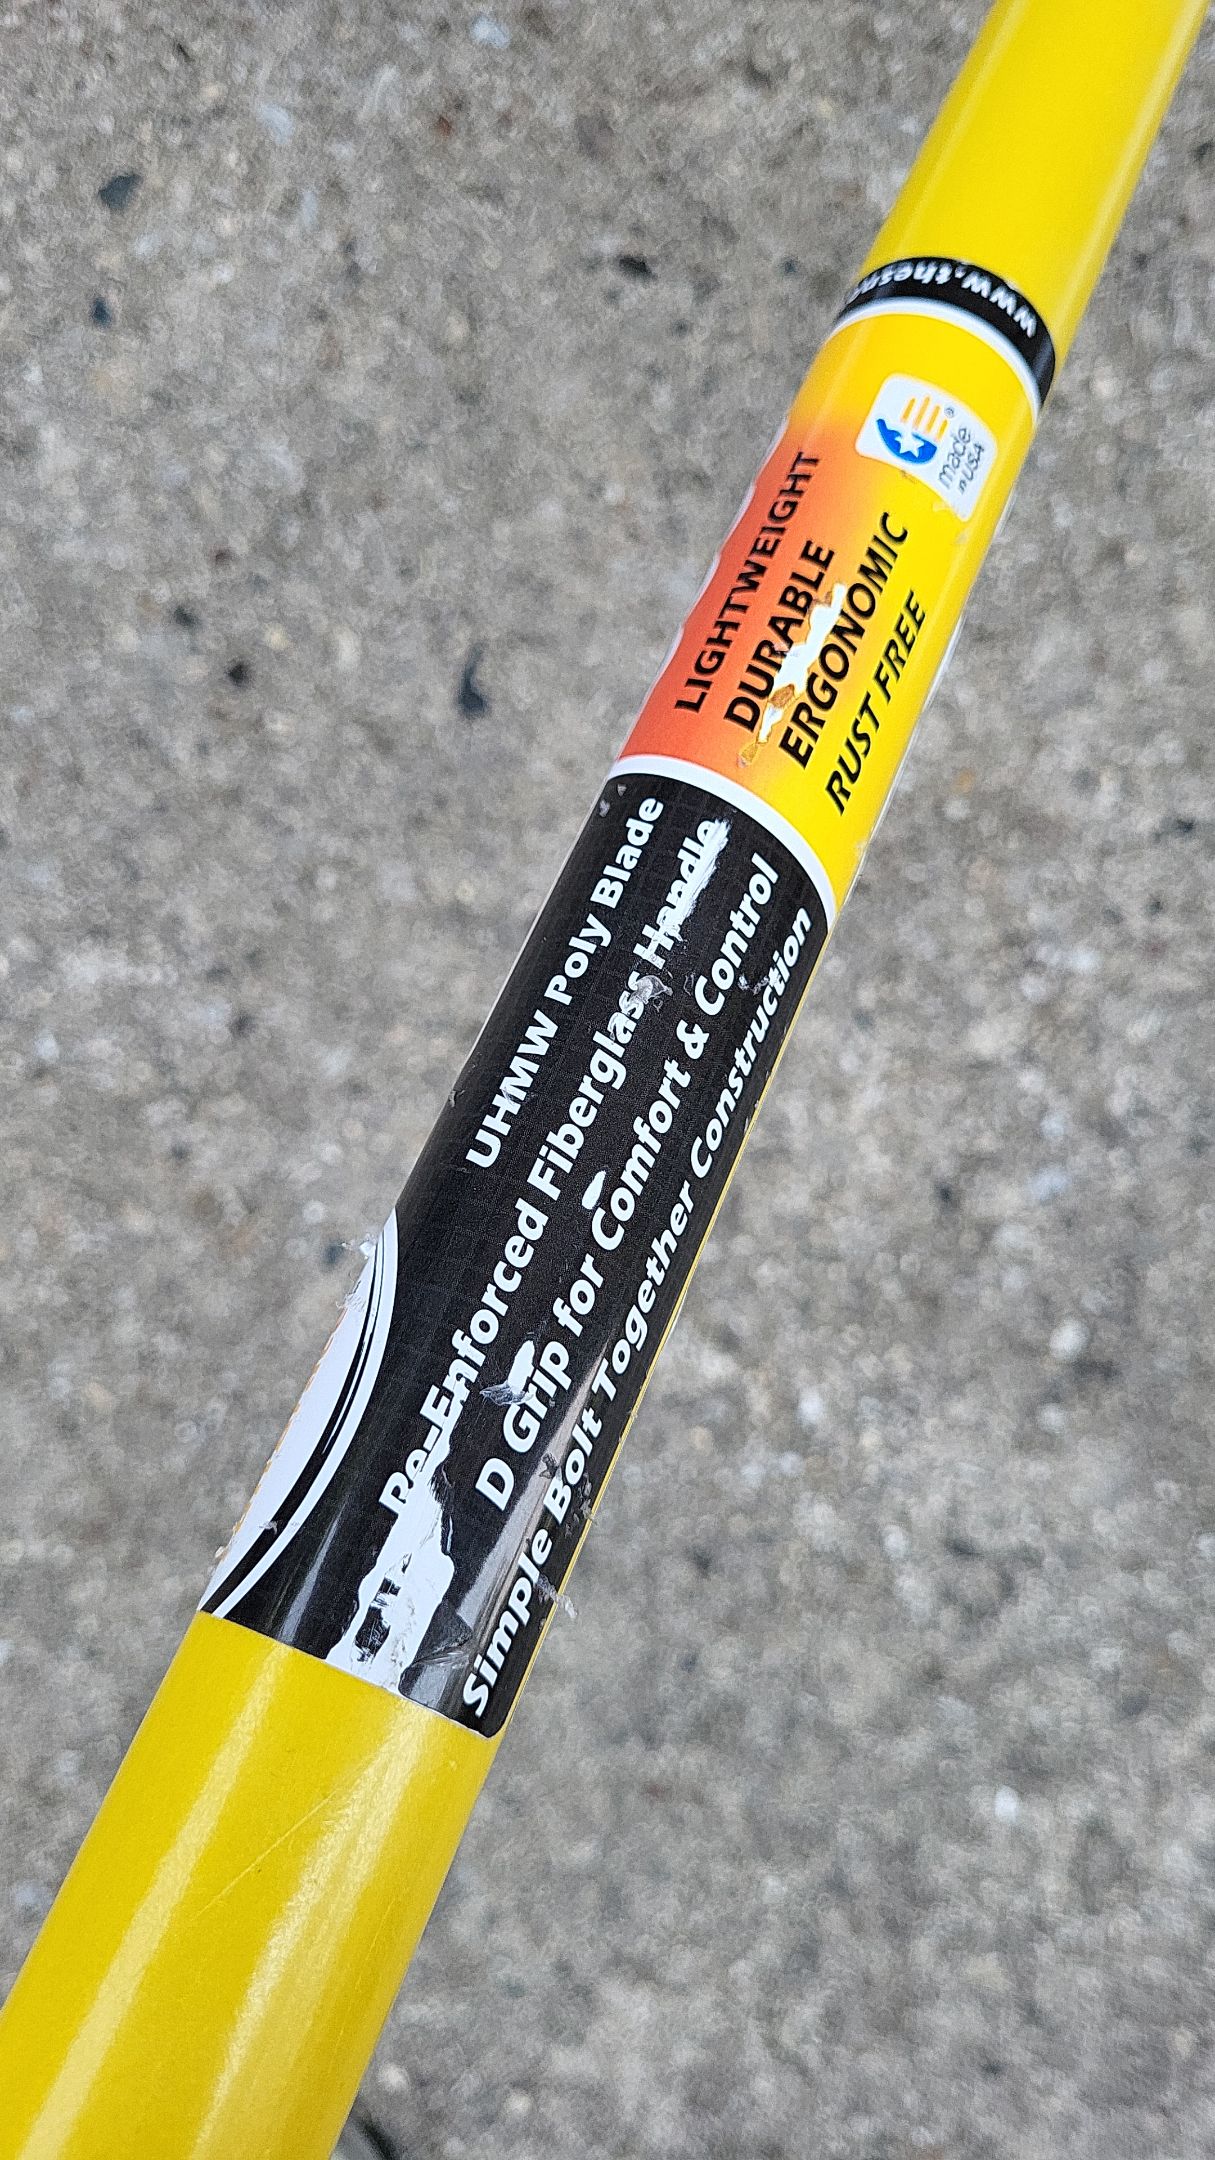 made
in USA
LIGHTWEIGHT
DURABLE
ERGONOMIC
RUST FREE
UHMW Poly Blade
Re-Enforced Fiberglass Handle
D Grip for Comfort & Control
Simple Bolt Together Construction